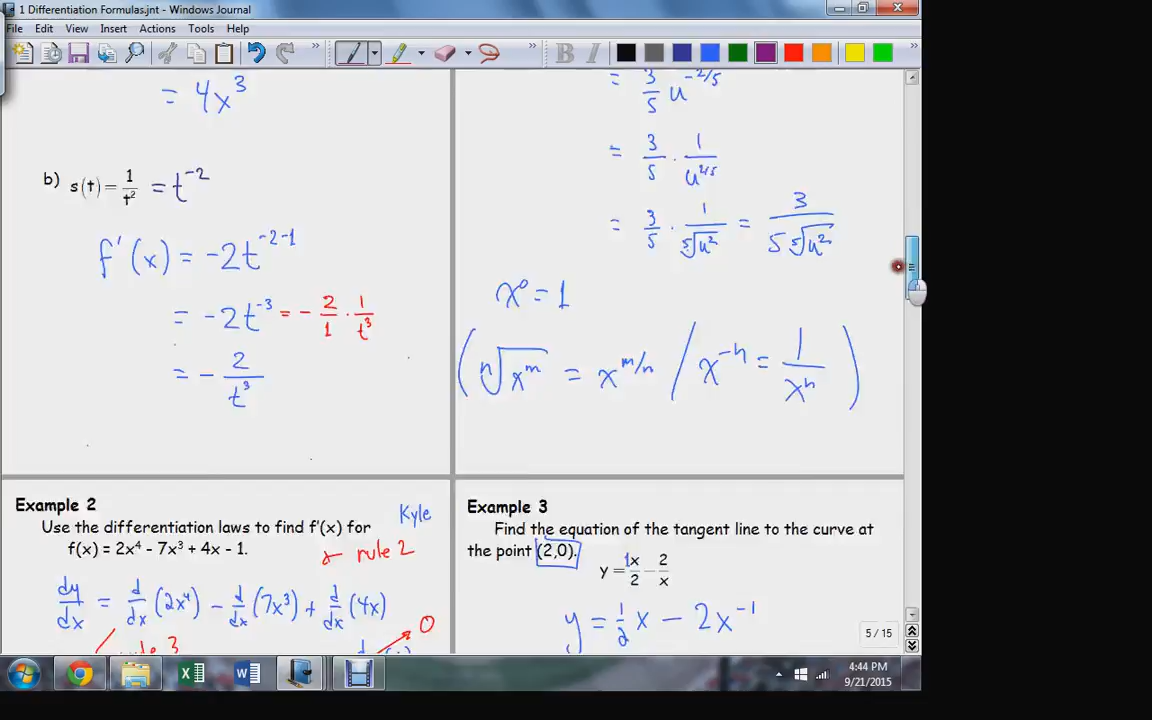 1 Differentiation Formulas.jnt - Windows Journal
File Edit View Insert Actions Tools Help
= 4x³
b) s(t) = 1/t² = t⁻²
f'(x) = -2t⁻²⁻¹
= -2t⁻³ = - 2/1 · 1/t³
= - 2/t³
= 3/5 u^-2/5
= 3/5 · 1/u^2/5
= 3/5 · 1/⁵√u² = 3/5 ⁵√u²
x⁰ = 1
( ⁿ√xᵐ = x^m/n / x⁻ⁿ = 1/xⁿ )
Example 2
Use the differentiation laws to find f'(x) for
f(x) = 2x⁴ - 7x³ + 4x - 1.
Kyle
rule 2
dy/dx = d/dx (2x⁴) - d/dx (7x³) + d/dx (4x)
0
Example 3
Find the equation of the tangent line to the curve at
the point (2,0).
y = 1x/2 - 2/x
y = 1/2 x - 2x⁻¹
5 / 15
4:44 PM
9/21/2015